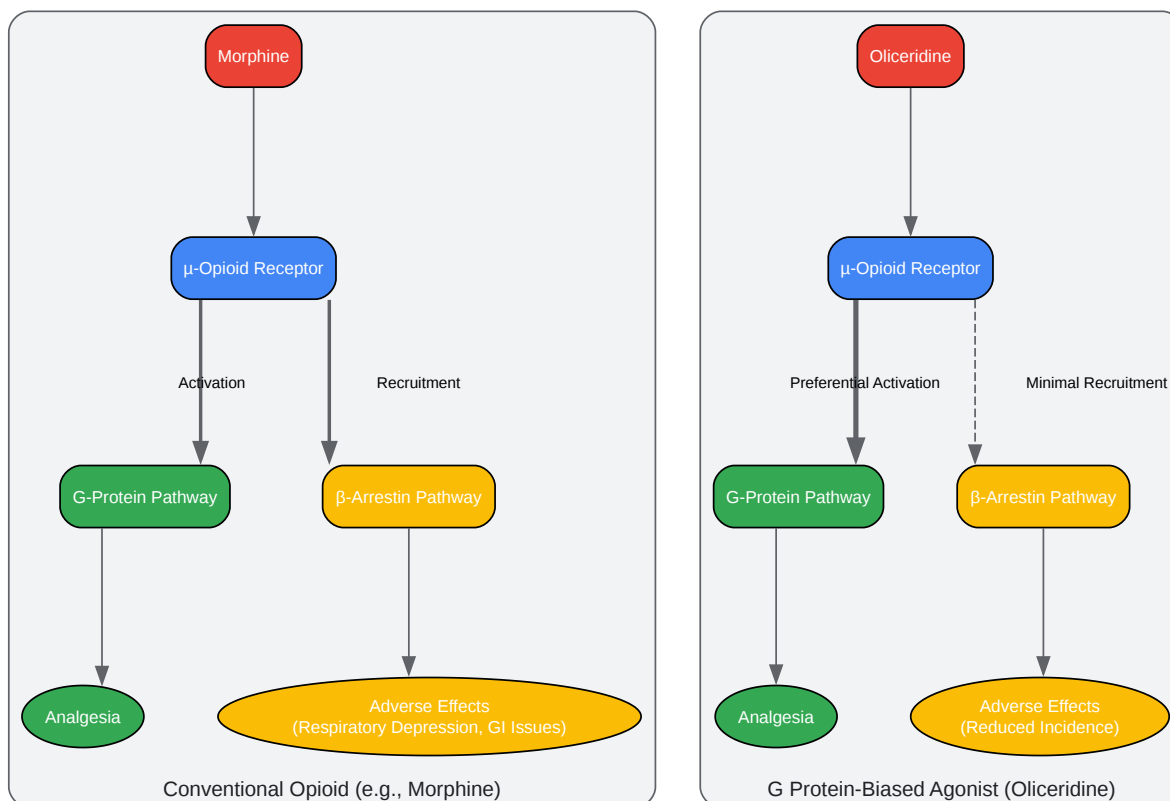 Morphine
Oliceridine
µ-Opioid Receptor
µ-Opioid Receptor
Activation
Recruitment
Preferential Activation
Minimal Recruitment
G-Protein Pathway
β-Arrestin Pathway
G-Protein Pathway
β-Arrestin Pathway
Analgesia
Adverse Effects
(Respiratory Depression, GI Issues)
Analgesia
Adverse Effects
(Reduced Incidence)
Conventional Opioid (e.g., Morphine)
G Protein-Biased Agonist (Oliceridine)